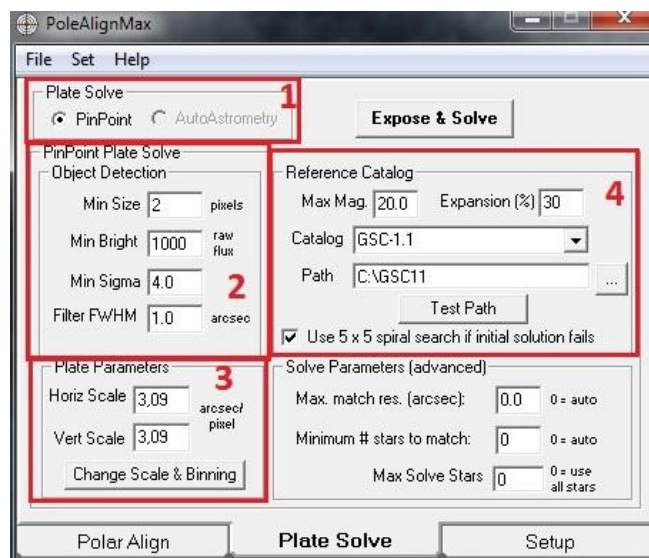 PoleAlignMax
File Set Help
Plate Solve
1
PinPoint AutoAstrometry
Expose & Solve
PinPoint Plate Solve
Object Detection
Min Size 2 pixels
Min Bright 1000 raw flux
Min Sigma 4.0
2
Filter FWHM 1.0 arcsec
Reference Catalog
Max Mag. 20.0 Expansion (%) 30
4
Catalog GSC-1.1
Path C:\GSC11 ...
Test Path
Use 5 x 5 spiral search if initial solution fails
Plate Parameters
3
Horiz Scale 3,09
arcsec/
pixel
Vert Scale 3,09
Change Scale & Binning
Solve Parameters (advanced)
Max. match res. (arcsec): 0.0 0 = auto
Minimum # stars to match: 0 0 = auto
Max Solve Stars 0 0 = use
all stars
Polar Align Plate Solve Setup